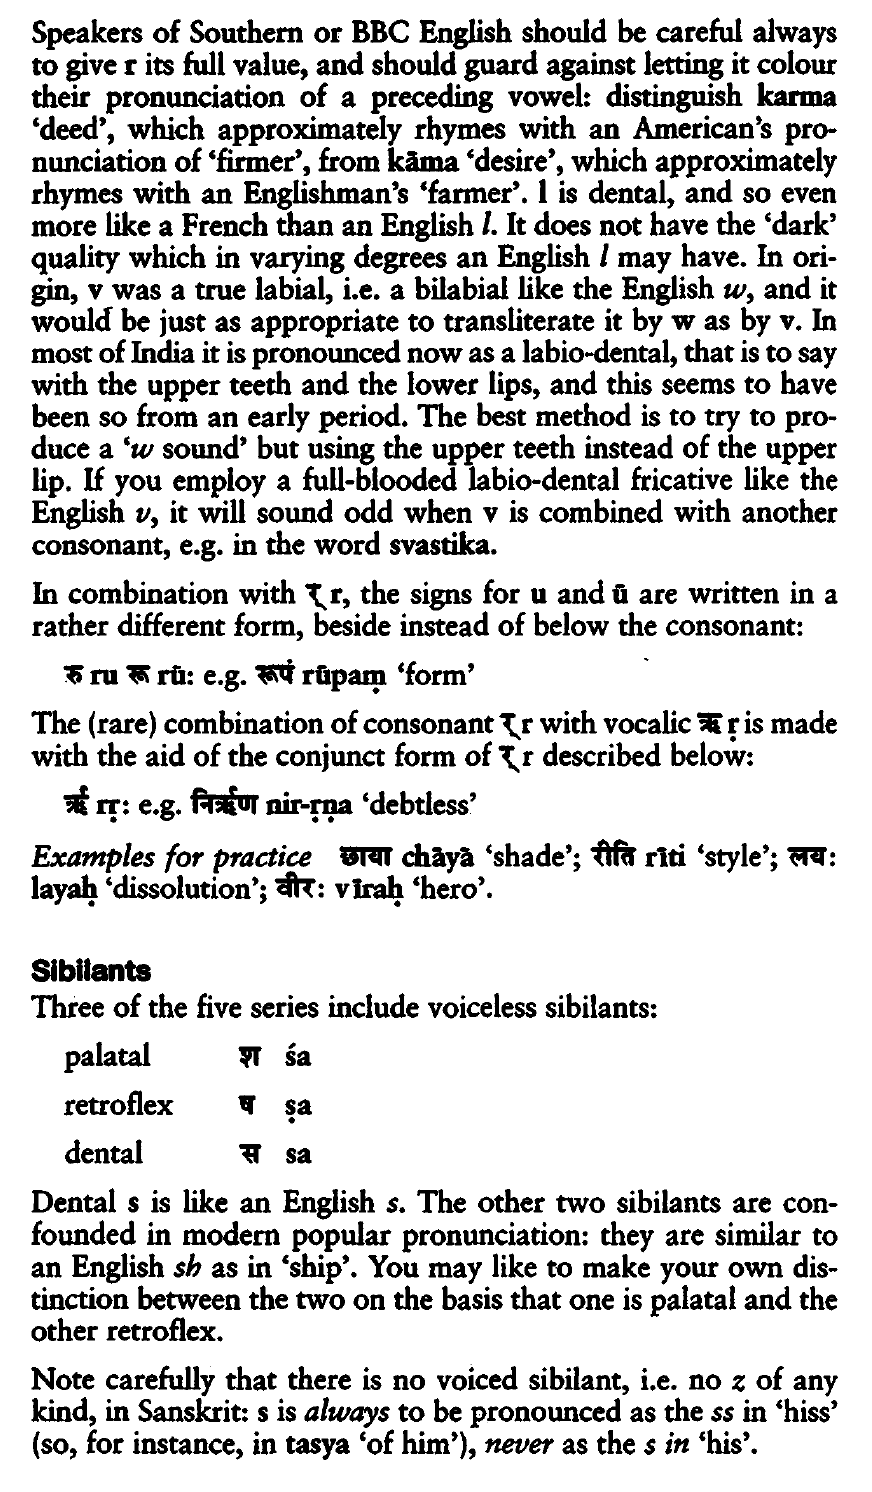 Speakers of Southern or BBC English should be careful always
to give r its full value, and should guard against letting it colour
their pronunciation of a preceding vowel: distinguish karma
‘deed’, which approximately rhymes with an American’s pro-
nunciation of ‘firmer’, from kāma ‘desire’, which approximately
rhymes with an Englishman’s ‘farmer’. l is dental, and so even
more like a French than an English l. It does not have the ‘dark’
quality which in varying degrees an English l may have. In ori-
gin, v was a true labial, i.e. a bilabial like the English w, and it
would be just as appropriate to transliterate it by w as by v. In
most of India it is pronounced now as a labio-dental, that is to say
with the upper teeth and the lower lips, and this seems to have
been so from an early period. The best method is to try to pro-
duce a ‘w sound’ but using the upper teeth instead of the upper
lip. If you employ a full-blooded labio-dental fricative like the
English v, it will sound odd when v is combined with another
consonant, e.g. in the word svastika.
In combination with र् r, the signs for u and ū are written in a
rather different form, beside instead of below the consonant:
रु ru रू rū: e.g. रूपं rūpaṃ ‘form’
The (rare) combination of consonant र् r with vocalic ऋ ṛ is made
with the aid of the conjunct form of र् r described below:
र्ऋ rṛ: e.g. निर्ऋण nir-ṛṇa ‘debtless’
Examples for practice छाया chāyā ‘shade’; रीति rīti ‘style’; लयः
layaḥ ‘dissolution’; वीरः vīraḥ ‘hero’.
Sibilants
Three of the five series include voiceless sibilants:
palatal श śa
retroflex ष ṣa
dental स sa
Dental s is like an English s. The other two sibilants are con-
founded in modern popular pronunciation: they are similar to
an English sh as in ‘ship’. You may like to make your own dis-
tinction between the two on the basis that one is palatal and the
other retroflex.
Note carefully that there is no voiced sibilant, i.e. no z of any
kind, in Sanskrit: s is always to be pronounced as the ss in ‘hiss’
(so, for instance, in tasya ‘of him’), never as the s in ‘his’.